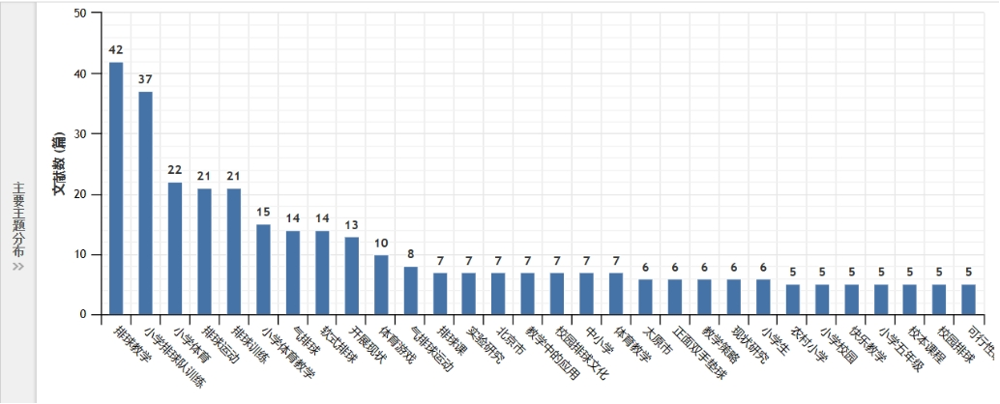 主要主题分布
文献数(篇)
50
40
30
20
10
0
42
37
22
21
21
15
14
14
13
10
8
7
7
7
7
7
7
7
6
6
6
6
6
5
5
5
5
5
5
5
排球教学
小学排球队训练
小学体育
排球运动
排球训练
小学体育教学
气排球
软式排球
开展现状
体育游戏
气排球运动
排球课
实验研究
北京市
教学中的应用
校园排球文化
中小学
体育教学
太原市
正面双手垫球
教学策略
现状研究
小学生
农村小学
小学校园
快乐教学
小学五年级
校本课程
校园排球
可行性